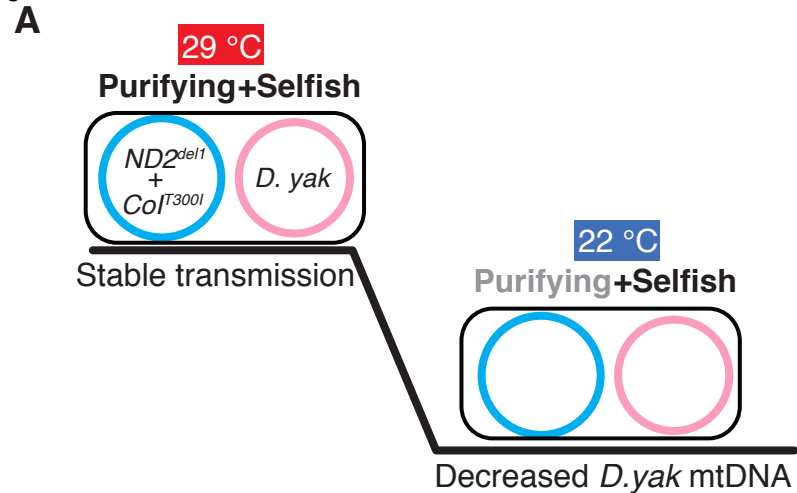 A
29 °C
Purifying+Selfish
ND2del1
+
CoIT300I
D. yak
Stable transmission
22 °C
Purifying+Selfish
Decreased D.yak mtDNA